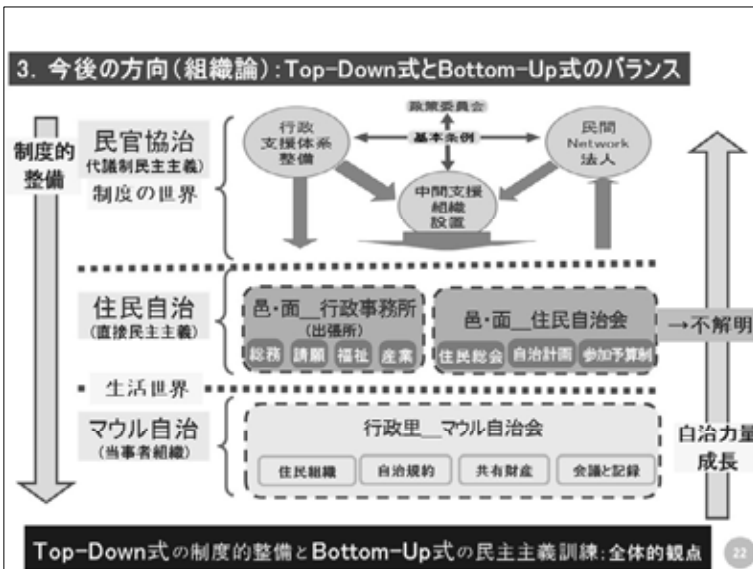 3. 今後の方向(組織論):Top-Down式とBottom-Up式のバランス
制度的
整備
民官協治
(代議制民主主義)
制度の世界
行政
支援体系
整備
政策委員会
基本条例
民間
Network
法人
中間支援
組織
設置
住民自治
(直接民主主義)
邑・面__行政事務所
(出張所)
総務
請願
福祉
産業
邑・面__住民自治会
住民総会
自治計画
参加予算制
→不解明
生活世界
マウル自治
(当事者組織)
行政里__マウル自治会
住民組織
自治規約
共有財産
会議と記録
自治力量
成長
Top-Down式の制度的整備とBottom-Up式の民主主義訓練:全体的観点
22